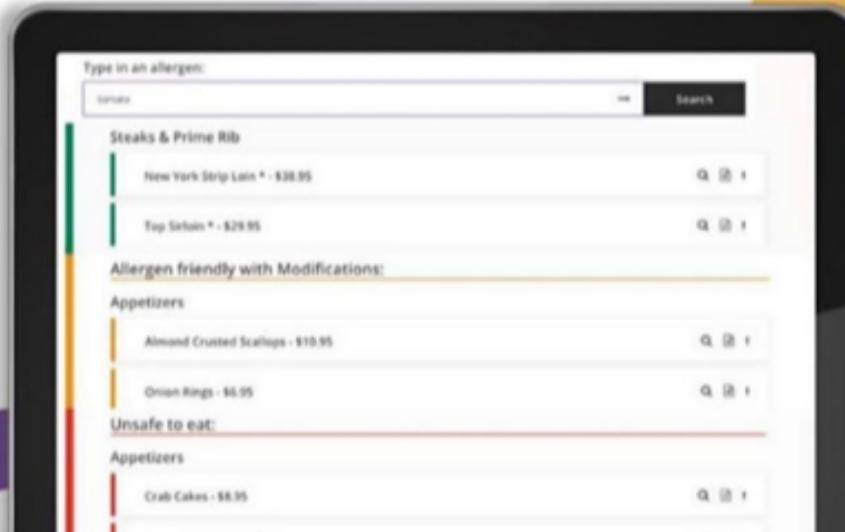 Type in an allergen:
tomato
Search
Steaks & Prime Rib
New York Strip Loin * - $38.95
Top Sirloin * - $29.95
Allergen friendly with Modifications:
Appetizers
Almond Crusted Scallops - $10.95
Onion Rings - $6.95
Unsafe to eat:
Appetizers
Crab Cakes - $8.95